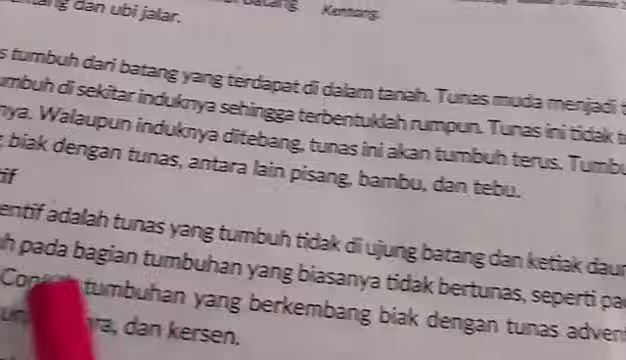 Kentang.
dan ubi jalar.
tumbuh dari batang yang terdapat di dalam tanah. Tunas muda menjadi
umbuh di sekitar induknya sehingga terbentuklah rumpun. Tunas ini tidak
nya. Walaupun induknya ditebang, tunas ini akan tumbuh terus. Tumbu
biak dengan tunas, antara lain pisang, bambu, dan tebu.
tif
entif adalah tunas yang tumbuh tidak di ujung batang dan ketiak daun
h pada bagian tumbuhan yang biasanya tidak bertunas, seperti pa
tumbuhan yang berkembang biak dengan tunas adven
ra, dan kersen.